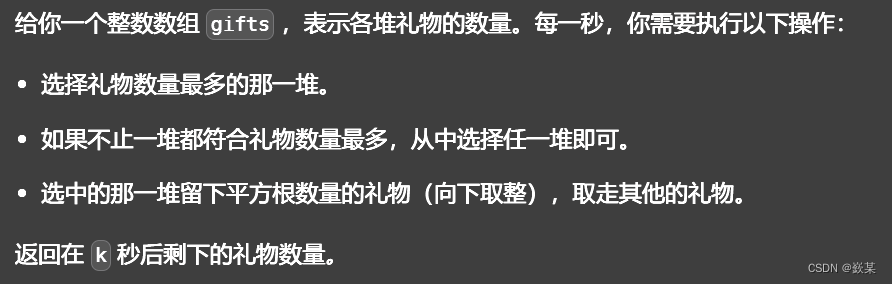 给你一个整数数组 gifts ，表示各堆礼物的数量。每一秒，你需要执行以下操作：
• 选择礼物数量最多的那一堆。
• 如果不止一堆都符合礼物数量最多，从中选择任一堆即可。
• 选中的那一堆留下平方根数量的礼物（向下取整），取走其他的礼物。
返回在 k 秒后剩下的礼物数量。
CSDN @嶔某